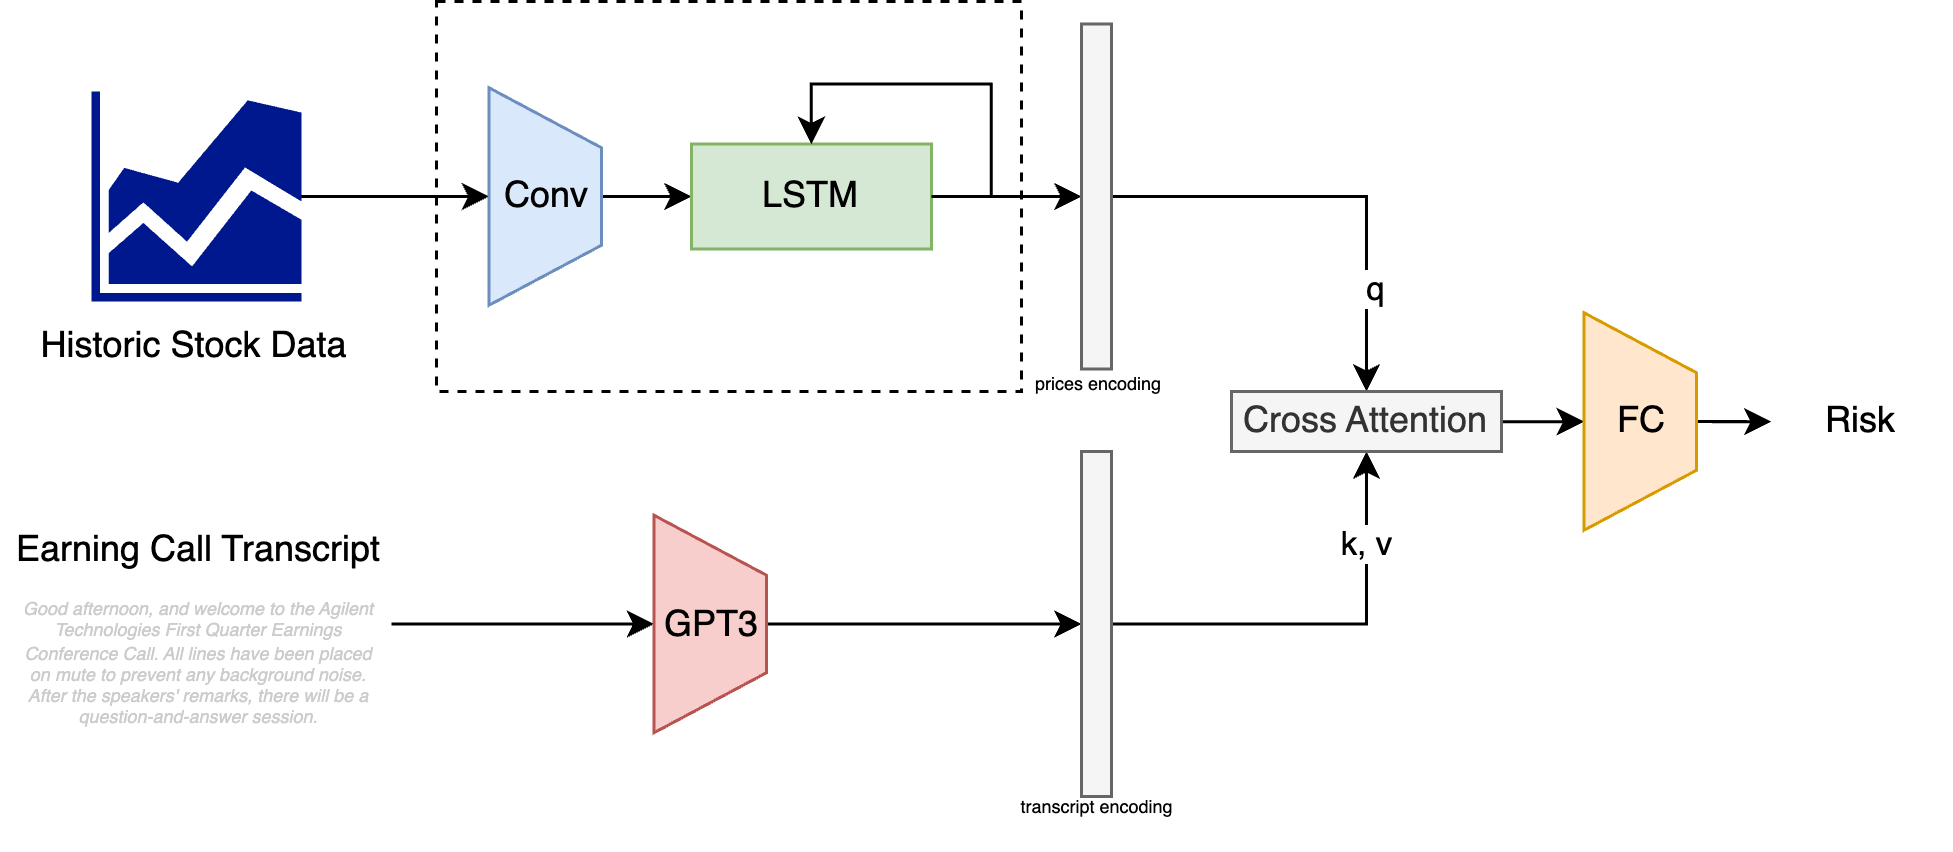 Conv
LSTM
Historic Stock Data
prices encoding
q
Cross Attention
FC
Risk
k, v
Earning Call Transcript
Good afternoon, and welcome to the Agilent
Technologies First Quarter Earnings
Conference Call. All lines have been placed
on mute to prevent any background noise.
After the speakers' remarks, there will be a
question-and-answer session.
GPT3
transcript encoding